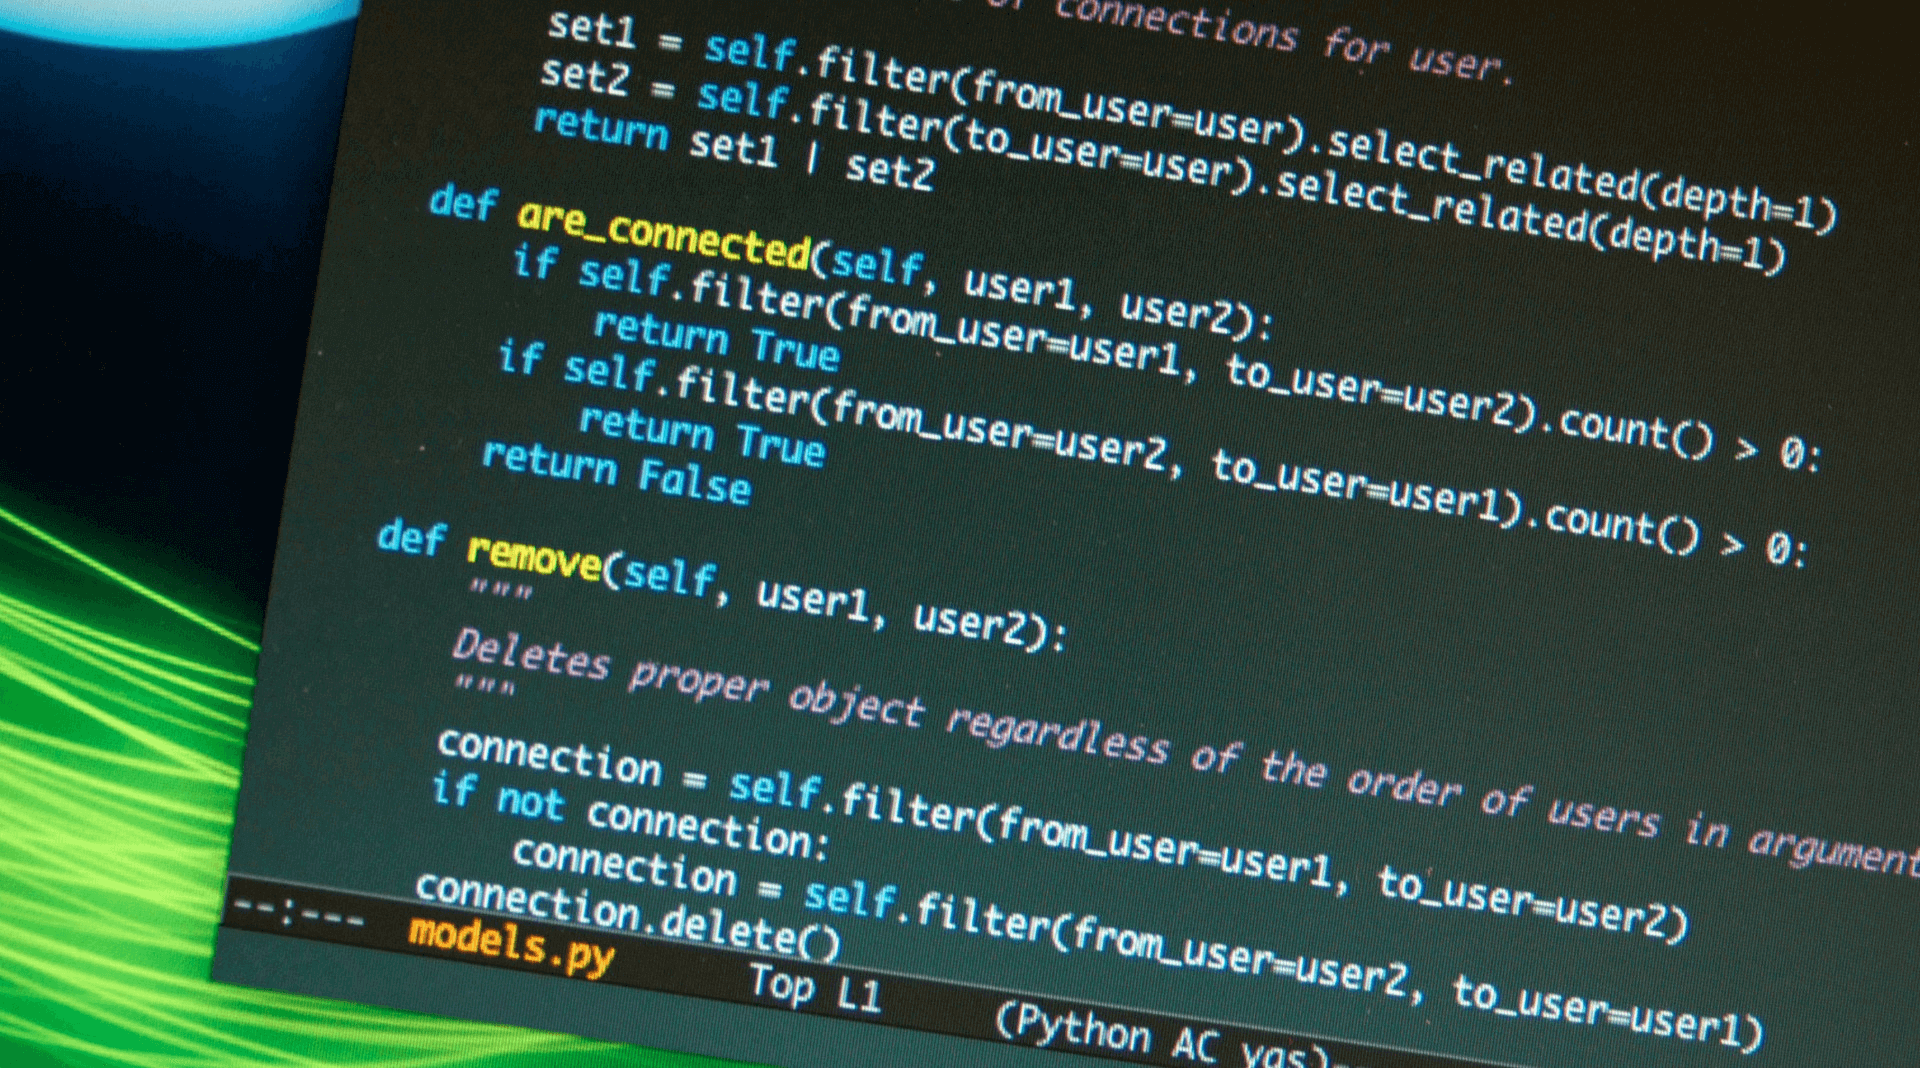 connections for user.
set1 = self.filter(from_user=user).select_related(depth=1)
set2 = self.filter(to_user=user).select_related(depth=1)
return set1 | set2
def are_connected(self, user1, user2):
if self.filter(from_user=user1, to_user=user2).count() > 0:
return True
if self.filter(from_user=user2, to_user=user1).count() > 0:
return True
return False
def remove(self, user1, user2):
"""
Deletes proper object regardless of the order of users in argument
"""
connection = self.filter(from_user=user1, to_user=user2)
if not connection:
connection = self.filter(from_user=user2, to_user=user1)
connection.delete()
--:--- models.py Top L1 (Python AC yas)-